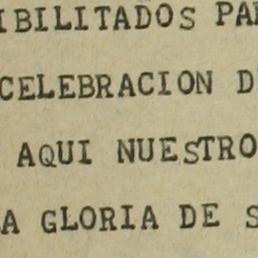 IBILITADOS PA
CELEBRACION D
AQUI NUESTRO
A GLORIA DE S